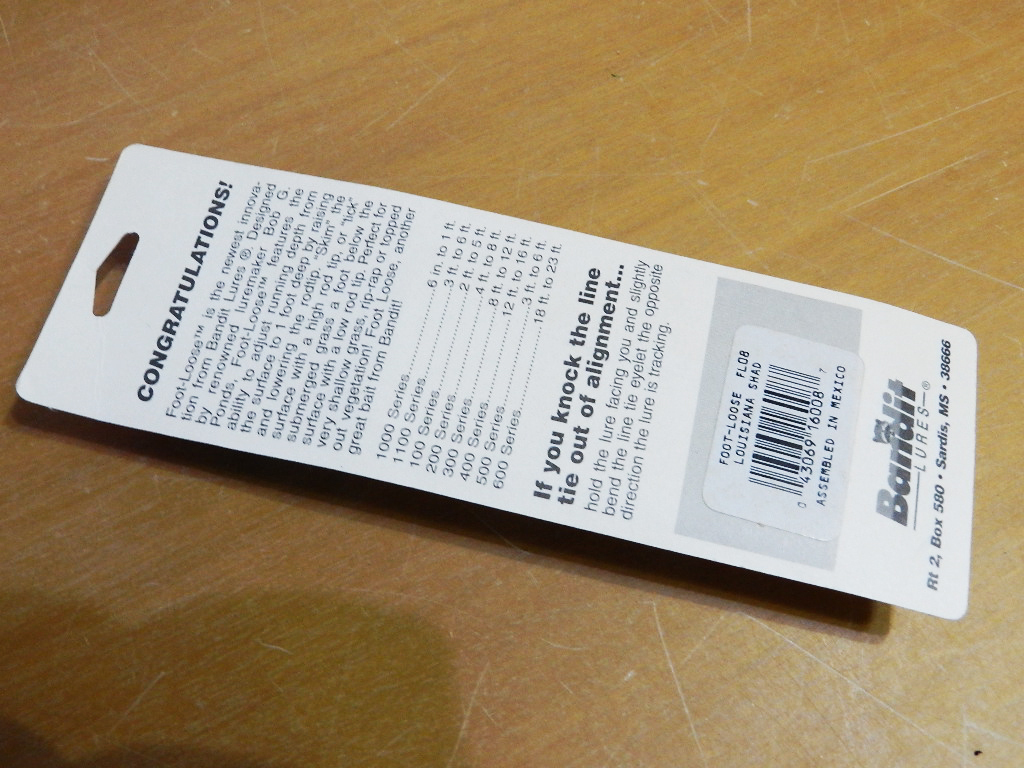 CONGRATULATIONS!
Foot-Loose™ is the newest innova-
tion from Bandit Lures ® Designed
by renowned luremaker Bob G.
Ponds. Foot-Loose™ features the
ability to adjust running depth from
the surface to 1 foot deep by raising
and lowering the rodtip. "Skim" the
surface with a high rod tip, or "tick"
submerged grass a foot below the
surface with a low rod tip. Perfect for
very shallow grass, rip-rap or topped
out vegetation! Foot Loose, another
great bait from Bandit!
1000 Series......6 in. to 1 ft.
1100 Series......3 ft. to 6 ft.
100 Series......2 ft. to 5 ft.
200 Series......4 ft. to 8 ft.
300 Series......8 ft. to 12 ft.
400 Series......12 ft. to 16 ft.
500 Series......3 ft. to 6 ft.
600 Series......18 ft. to 23 ft.
If you knock the line
tie out of alignment...
hold the lure facing you and slightly
bend the line tie eyelet the opposite
direction the lure is tracking.
FOOT-LOOSE FL08
LOUISIANA SHAD
0 43069 16008 7
ASSEMBLED IN MEXICO
Bandit
—LURES—®
Rt 2, Box 580 • Sardis, MS • 38666